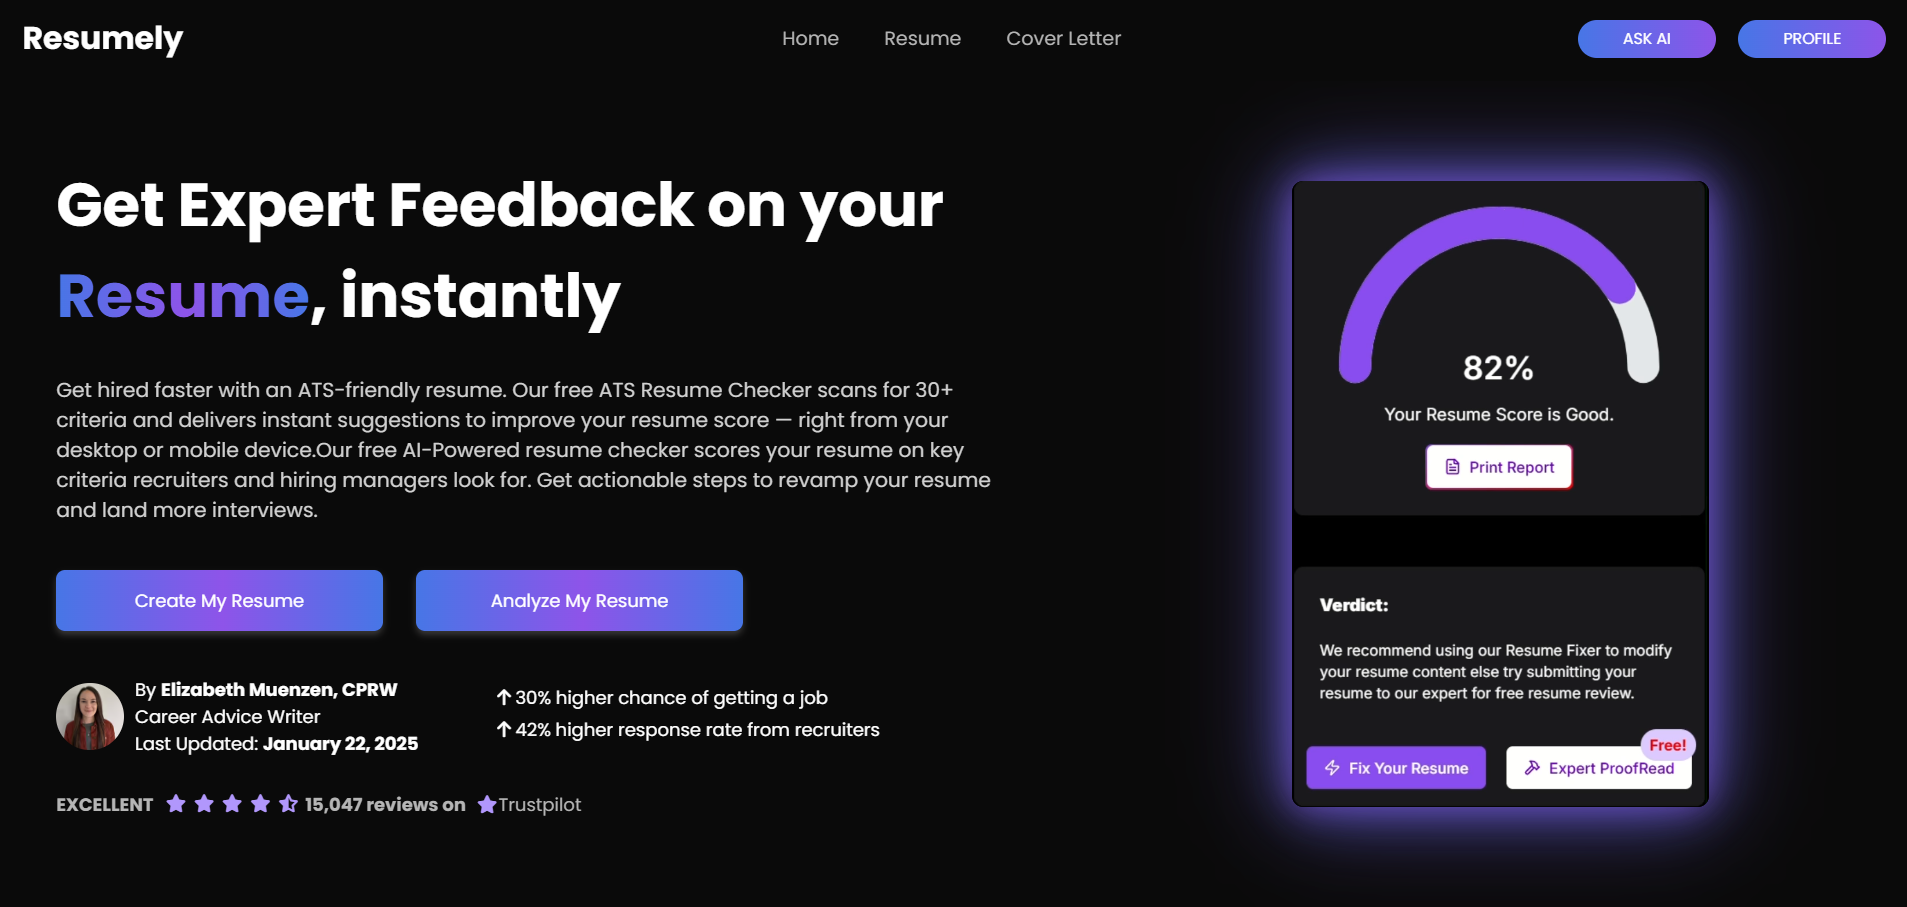 Resumely
Home
Resume
Cover Letter
ASK AI
PROFILE
Get Expert Feedback on your
Resume, instantly
Get hired faster with an ATS-friendly resume. Our free ATS Resume Checker scans for 30+
criteria and delivers instant suggestions to improve your resume score — right from your
desktop or mobile device.Our free AI-Powered resume checker scores your resume on key
criteria recruiters and hiring managers look for. Get actionable steps to revamp your resume
and land more interviews.
Create My Resume
Analyze My Resume
By Elizabeth Muenzen, CPRW
Career Advice Writer
Last Updated: January 22, 2025
↑ 30% higher chance of getting a job
↑ 42% higher response rate from recruiters
EXCELLENT 15,047 reviews on Trustpilot
82%
Your Resume Score is Good.
Print Report
Verdict:
We recommend using our Resume Fixer to modify
your resume content else try submitting your
resume to our expert for free resume review.
Free!
Fix Your Resume
Expert ProofRead